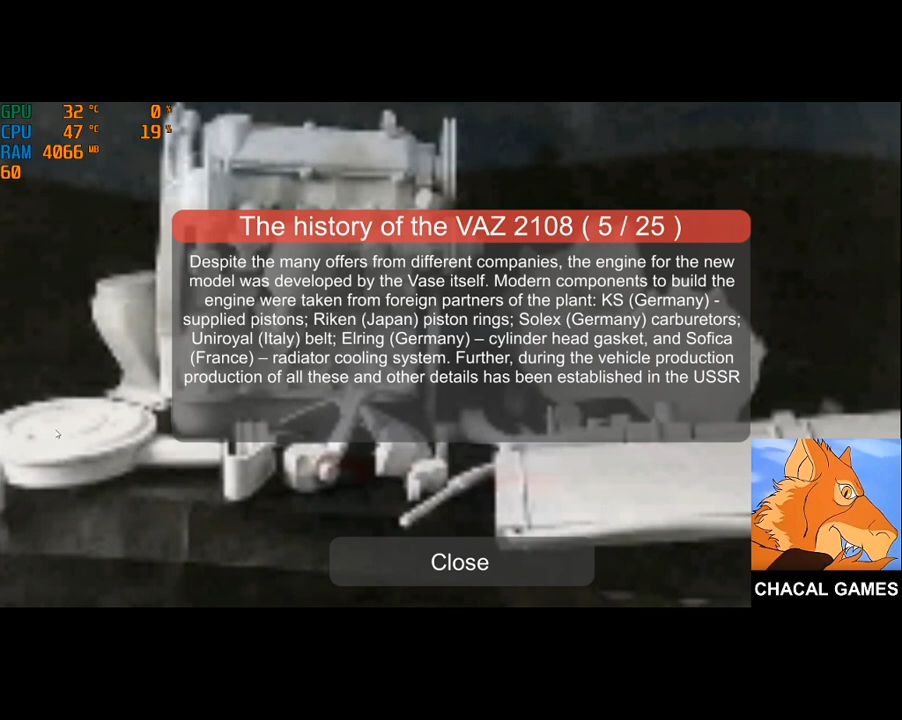 GPU 32 °C 0 %
CPU 47 °C 19 %
RAM 4066 MB
60
The history of the VAZ 2108 ( 5 / 25 )
Despite the many offers from different companies, the engine for the new
model was developed by the Vase itself. Modern components to build the
engine were taken from foreign partners of the plant: KS (Germany) -
supplied pistons; Riken (Japan) piston rings; Solex (Germany) carburetors;
Uniroyal (Italy) belt; Elring (Germany) – cylinder head gasket, and Sofica
(France) – radiator cooling system. Further, during the vehicle production
production of all these and other details has been established in the USSR
Close
CHACAL GAMES